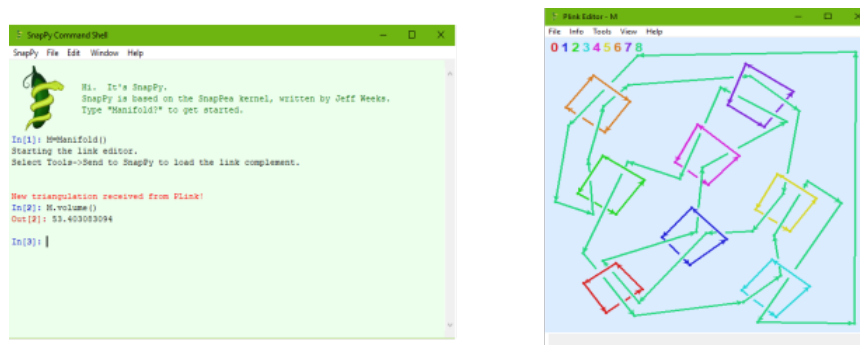 SnapPy Command Shell
SnapPy File Edit Window Help
Hi. It's SnapPy.
SnapPy is based on the SnapPea kernel, written by Jeff Weeks.
Type "Manifold?" to get started.
In[1]: M=Manifold()
Starting the link editor.
Select Tools->Send to SnapPy to load the link complement.
New triangulation received from PLink!
In[2]: M.volume()
Out[2]: 53.403083094
In[3]:
Plink Editor - M
File Info Tools View Help
0 1 2 3 4 5 6 7 8